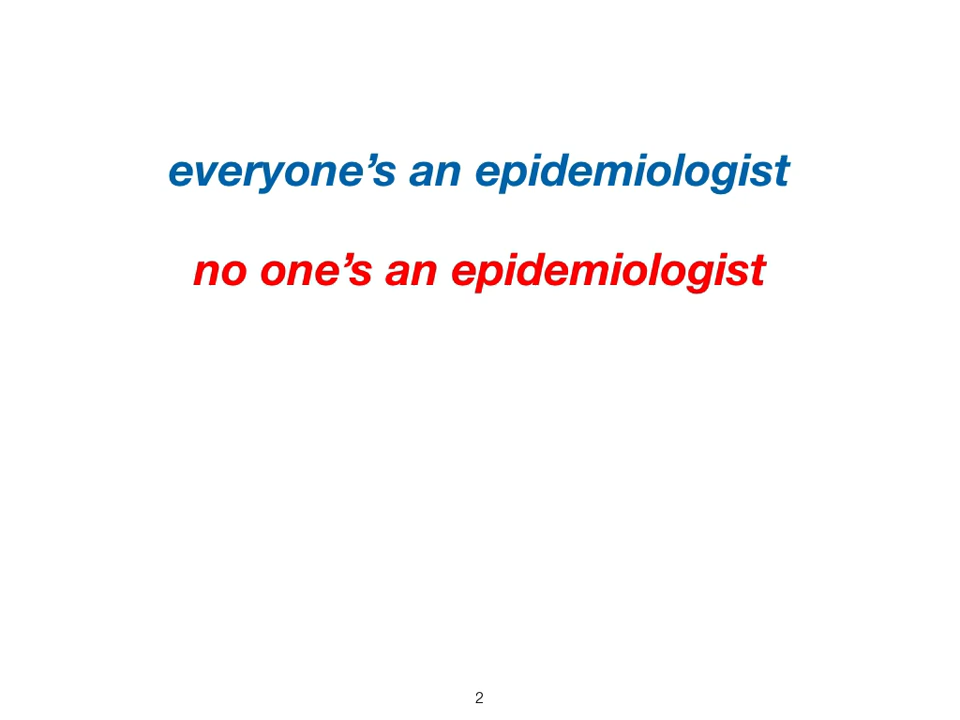 everyone’s an epidemiologist
no one’s an epidemiologist
2